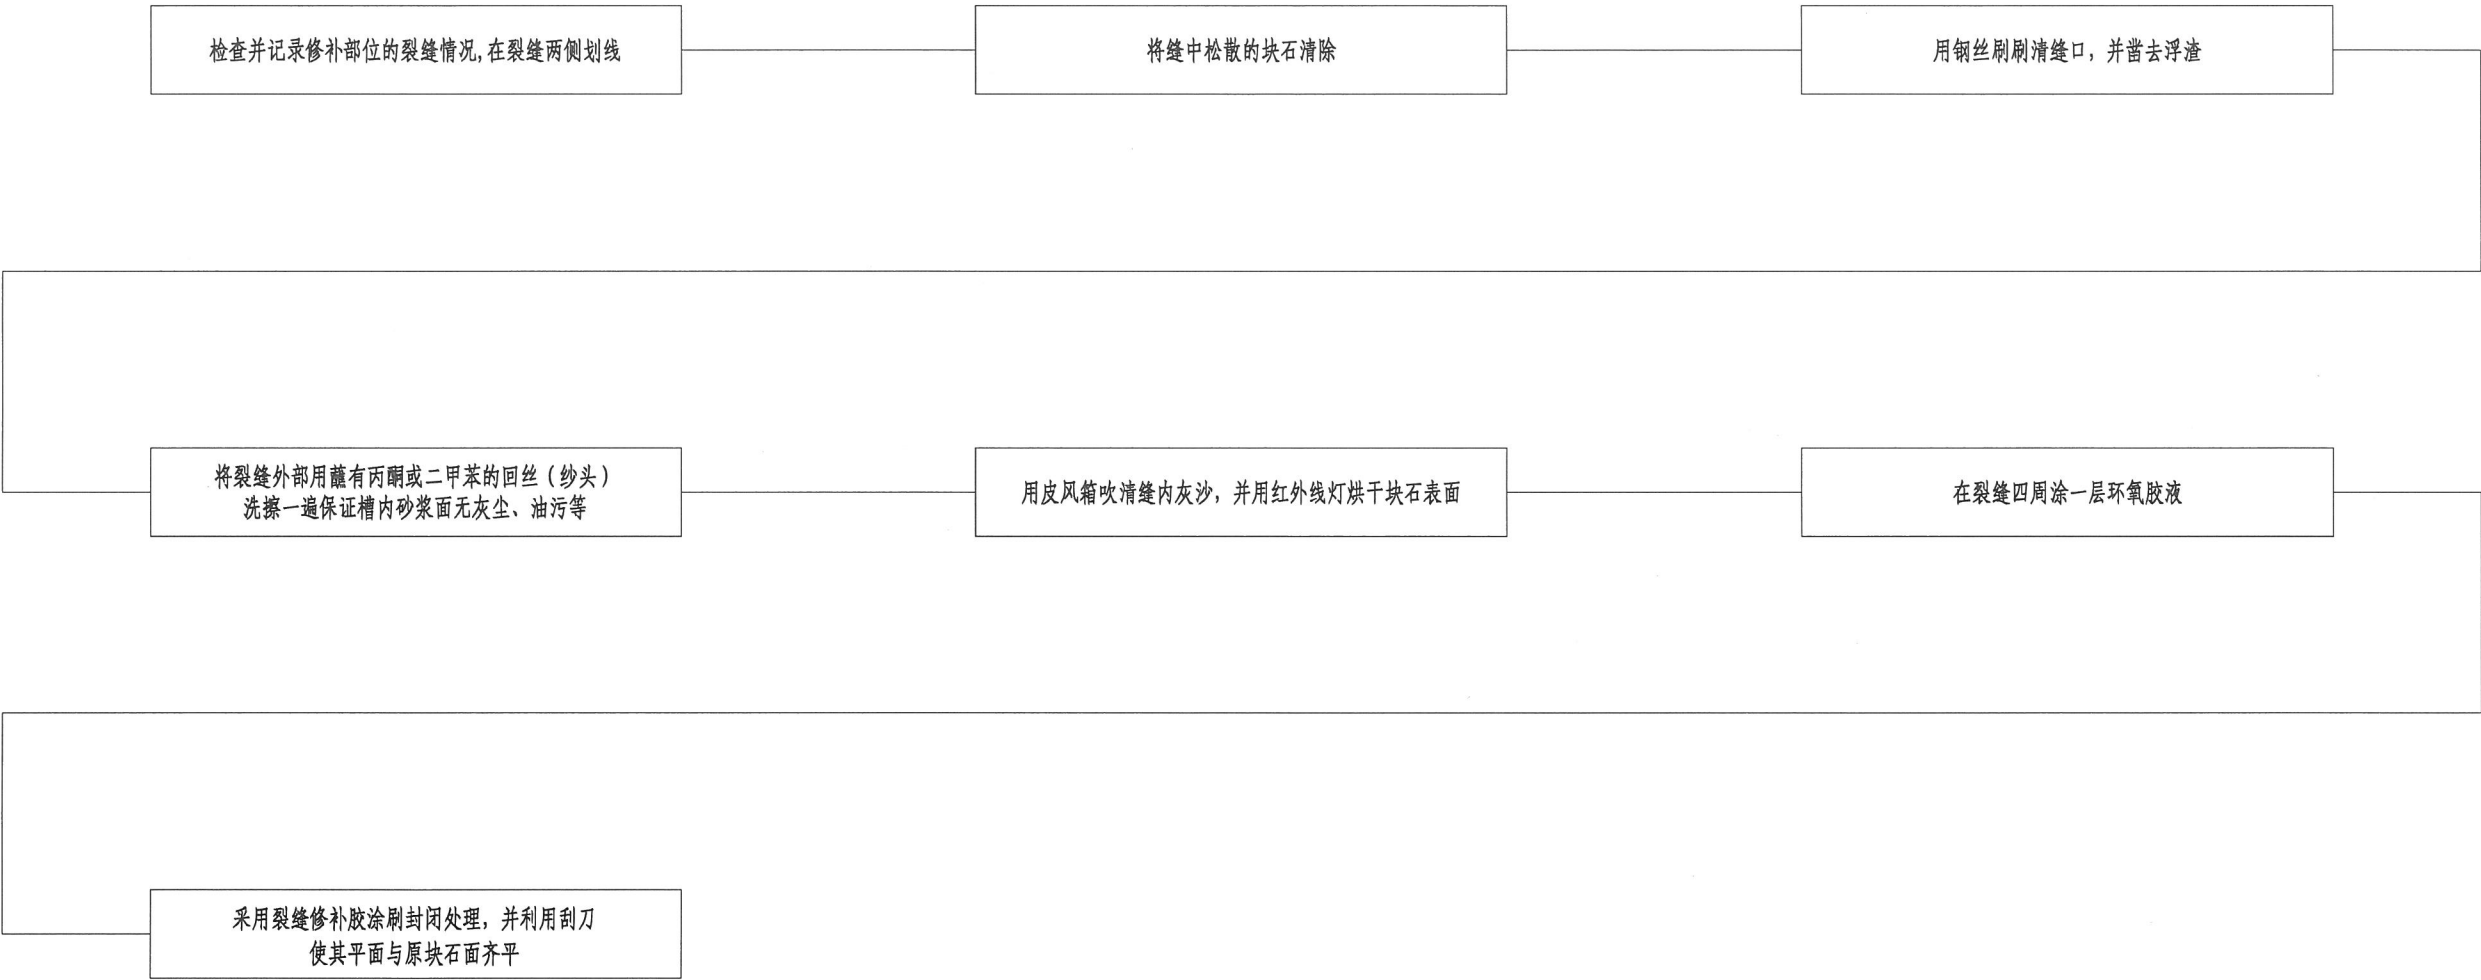 检查并记录修补部位的裂缝情况,在裂缝两侧划线
将缝中松散的块石清除
用钢丝刷刷清缝口，并凿去浮渣
将裂缝外部用蘸有丙酮或二甲苯的回丝（纱头）
洗擦一遍保证槽内砂浆面无灰尘、油污等
用皮风箱吹清缝内灰沙，并用红外线灯烘干块石表面
在裂缝四周涂一层环氧胶液
采用裂缝修补胶涂刷封闭处理，并利用刮刀
使其平面与原块石面齐平